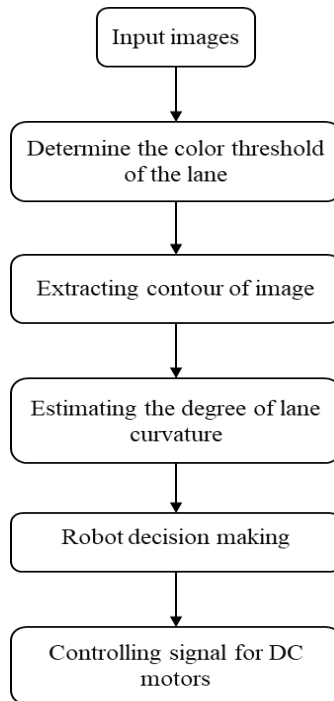 Input images
Determine the color threshold
of the lane
Extracting contour of image
Estimating the degree of lane
curvature
Robot decision making
Controlling signal for DC
motors